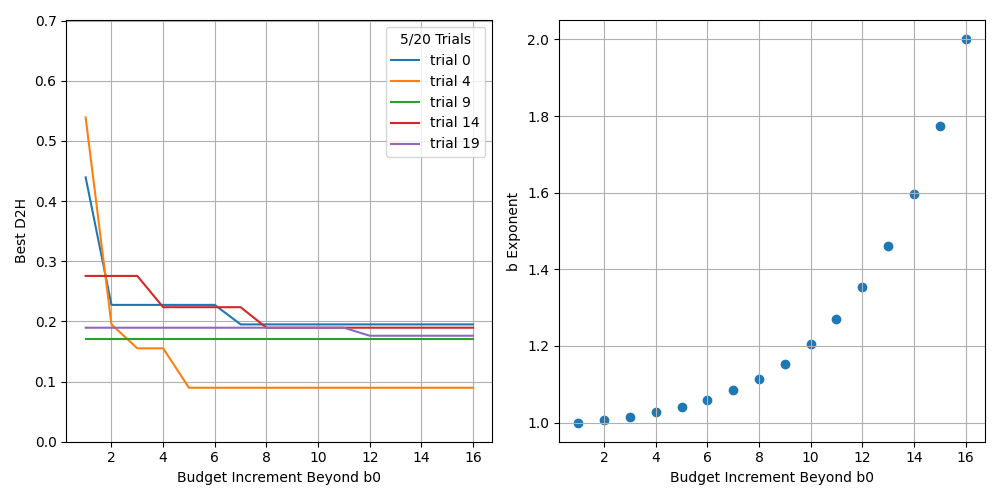 0.7
0.6
0.5
0.4
0.3
0.2
0.1
0.0
Best D2H
5/20 Trials
trial 0
trial 4
trial 9
trial 14
trial 19
2 4 6 8 10 12 14 16
Budget Increment Beyond b0
2.0
1.8
1.6
1.4
1.2
1.0
b Exponent
2 4 6 8 10 12 14 16
Budget Increment Beyond b0